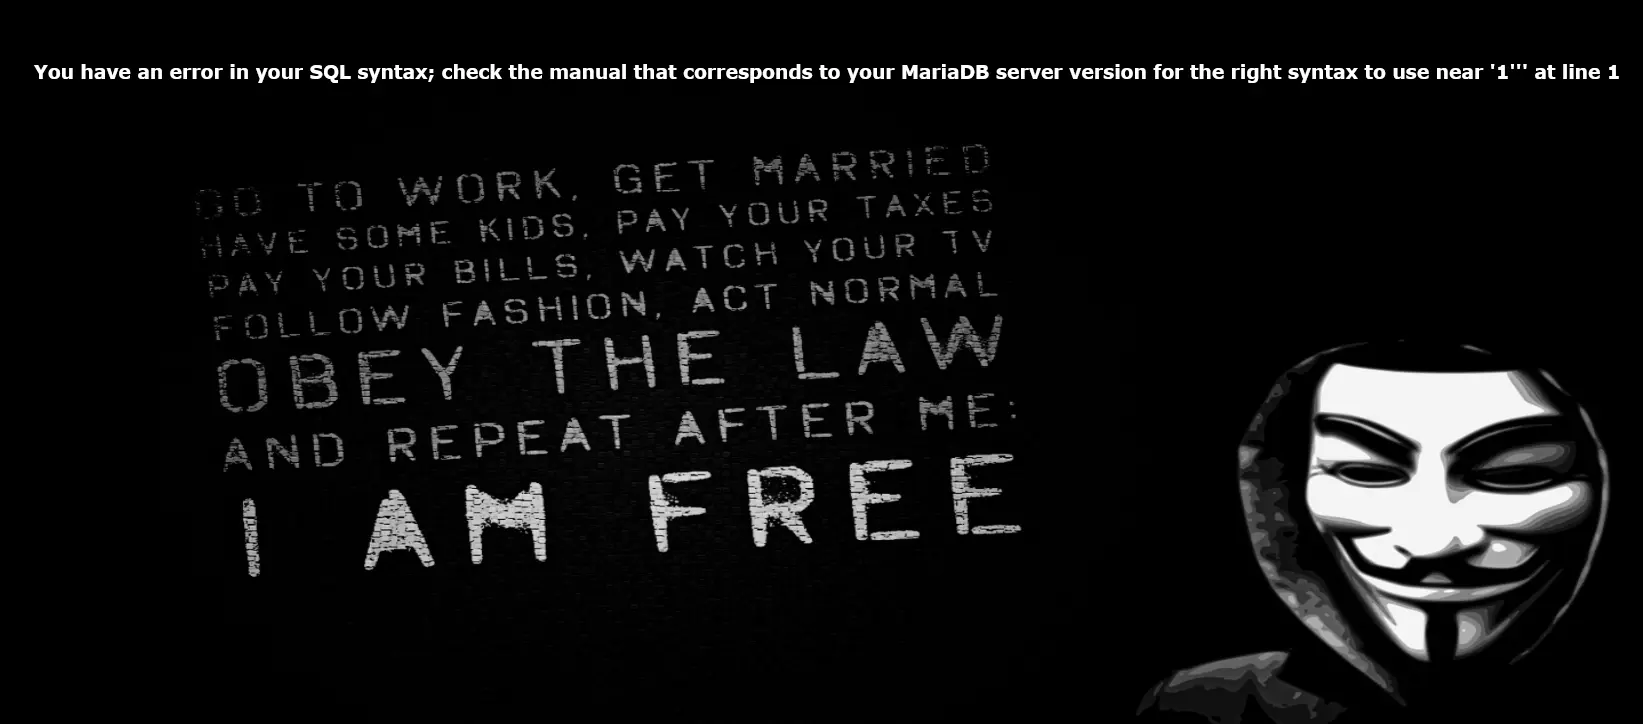 You have an error in your SQL syntax; check the manual that corresponds to your MariaDB server version for the right syntax to use near '1''' at line 1
GO TO WORK, GET MARRIED
HAVE SOME KIDS, PAY YOUR TAXES
PAY YOUR BILLS, WATCH YOUR TV
FOLLOW FASHION, ACT NORMAL
OBEY THE LAW
AND REPEAT AFTER ME:
I AM FREE